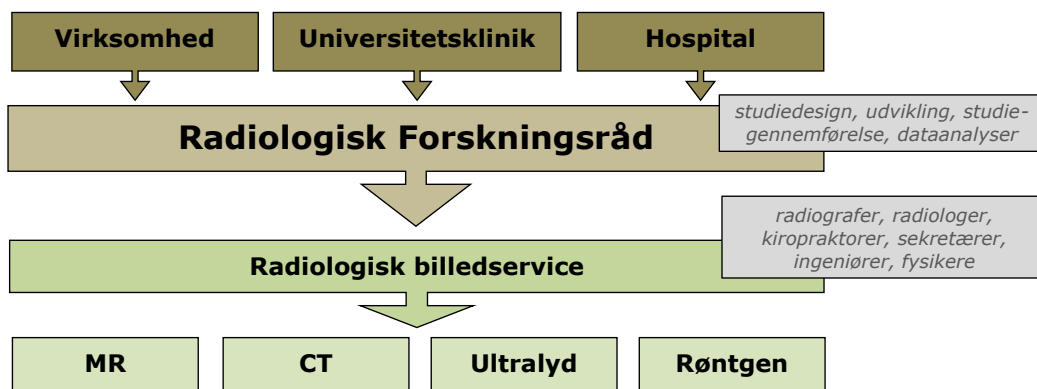 Virksomhed
Universitetsklinik
Hospital
studiedesign, udvikling, studie-
gennemførelse, dataanalyser
Radiologisk Forskningsråd
radiografer, radiologer,
kiropraktorer, sekretærer,
ingeniører, fysikere
Radiologisk billedservice
MR
CT
Ultralyd
Røntgen